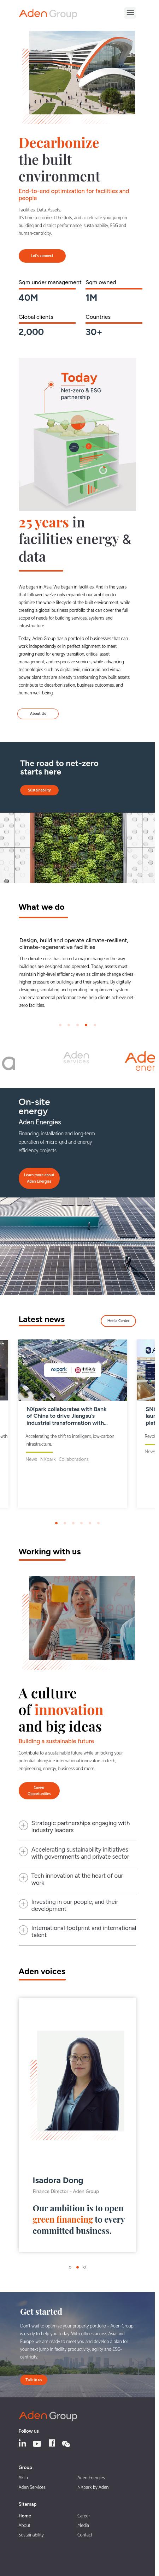 Aden Group
Decarbonize
the built
environment
End-to-end optimization for facilities and
people
Facilities. Data. Assets
It's time to connect the dots, and accelerate your jump in
building and district performance, sustainability, ESG and
human-centricity.
Let's connect
Sqm under management
40M
Sqm owned
1M
Global clients
2,000
Countries
30+
Today
Net-zero & ESG
partnership
25 years in
facilities energy &
data
We began in Asia. We began in facilities. And in the years
that followed, we've only expanded our ambition to
decarbonize the whole lifecycle of the built environment, while
creating a global business positioned to cover the full scope
of needs for building services, systems and
infrastructure.
Today, Aden Group has a portfolio of businesses that can
work independently or in perfect alignment to meet
growing need for energy transition, critical asset
management, and responsive services, while advancing
technologies such as digital twin, microgrid and virtual
power plant that are already transforming how built assets
contribute to decarbonization, business outcomes, and
human well-being.
About Us
The road to net-zero
starts here
Sustainability
What we do
Design, build and operate climate-resilient,
climate-regenerative facilities
The climate crisis has forced a major change in the way
buildings are designed and operated. Today, assets must
maintain high-level efficiency even as climate change strains
higher pressures on buildings and their systems. By digitally
designing, simulating and optimizing for operational system
we ensure exceptional performance and help clients achieve net-
zero facilities.
Aden
services
Aden
energies
On-site
energy
Aden Energies
Financing, installation and long-term
operation of micro-grid and energy
efficiency projects.
Learn more about
Aden Energies
Latest news
Media Center
NXpark collaborates with Bank
of China to drive Jiangsu's
industrial transformation with...
Accelerating the shift to intelligent, low-carbon
infrastructure.
News NXpark Collaborations
Working with us
A culture
of innovation
and big ideas
Building a sustainable future
Contribute to a sustainable future while unlocking your
potential alongside international innovators in tech,
engineering, energy, business and more.
Career
Opportunities
Strategic partnerships engaging with
industry leaders
Accelerating sustainability initiatives
with governments and private sector
Tech innovation at the heart of our
work
Investing in our people, and their
development
International footprint and international
talent
Aden voices
Isadora Dong
Finance Director – Aden Group
Our ambition is to open
green financing to every
committed business.
Get started
Don't wait to optimize your property portfolio – Aden Group
is ready to help you today. With offices across Asia and
Europe, we are ready to meet you and develop a plan for
your next jump in facility productivity, agility and ESG-
centricity.
Talk to us
Aden Group
Follow us
Group
Akila
Aden Energies
Aden Services
NXpark by Aden
Sitemap
Home
Career
About
Media
Sustainability
Contact